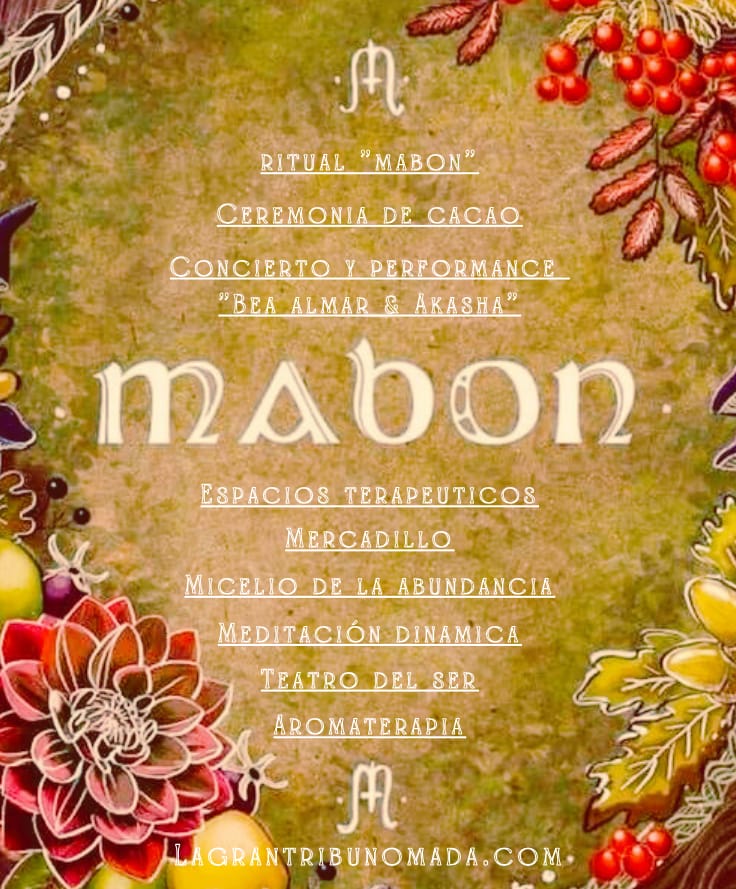 RITUAL "MABON"
CEREMONIA DE CACAO
CONCIERTO Y PERFORMANCE
"BEA ALMAR & AKASHA"
mabon
ESPACIOS TERAPEUTICOS
MERCADILLO
MICELIO DE LA ABUNDANCIA
MEDITACIÓN DINAMICA
TEATRO DEL SER
AROMATERAPIA
LAGRANTRIBUNOMADA.COM